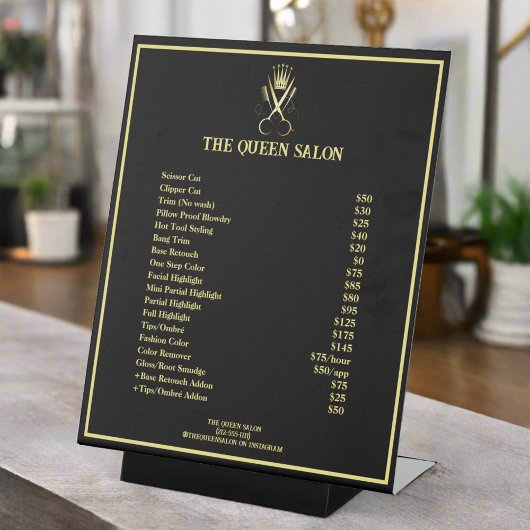 THE QUEEN SALON
Scissor Cut $50
Clipper Cut $30
Trim (No wash) $25
Pillow Proof Blowdry $40
Hot Tool Styling $20
Bang Trim $0
Base Retouch $75
One Step Color $85
Facial Highlight $80
Mini Partial Highlight $95
Partial Highlight $125
Full Highlight $175
Tips/Ombré $145
Fashion Color $75/hour
Color Remover $50/app
Gloss/Root Smudge $75
+Base Retouch Addon $25
+Tips/Ombré Addon $50
THE QUEEN SALON
(212-555-1211)
@THEQUEENSALON ON INSTAGRAM